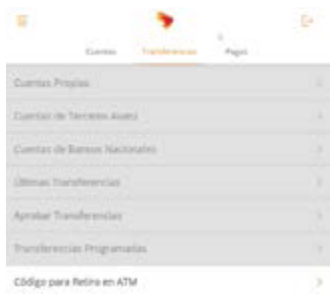 Cuentas Transferencias Pagos
Cuentas Propias
Cuentas de Terceros
Cuentas de Bancos Nacionales
Últimas Transferencias
Aprobar Transferencias
Transferencias Programadas
Código para Retiro en ATM